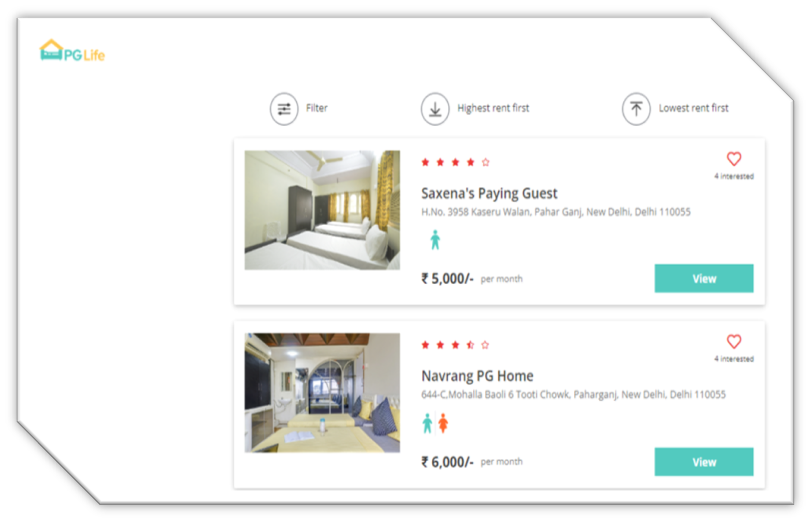 PG Life
Filter
Highest rent first
Lowest rent first
4 interested
Saxena's Paying Guest
H.No. 3958 Kaseru Walan, Pahar Ganj, New Delhi, Delhi 110055
₹ 5,000/- per month
View
4 interested
Navrang PG Home
644-C,Mohalla Baoli 6 Tooti Chowk, Paharganj, New Delhi, Delhi 110055
₹ 6,000/- per month
View